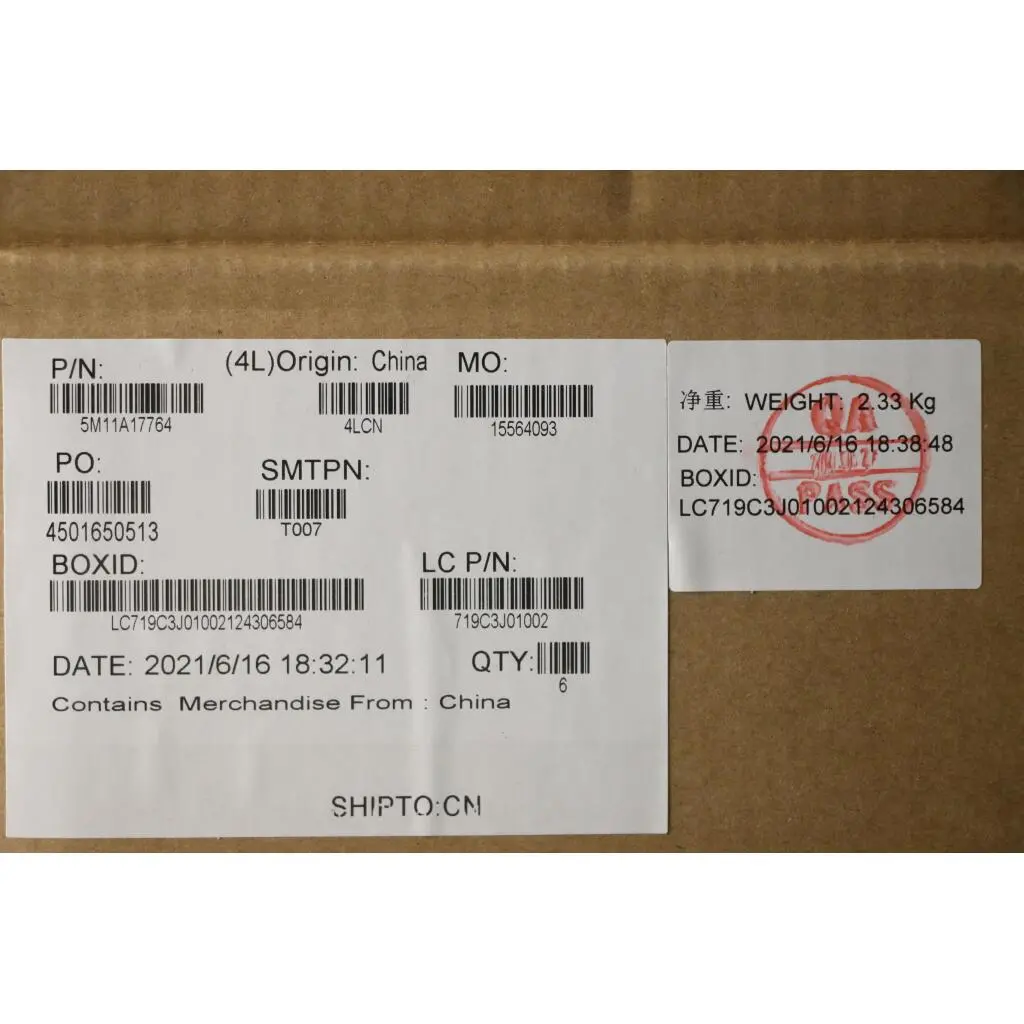 P/N: (4L)Origin: China MO:
5M11A17764 4LCN 15564093
PO: SMTPN:
4501650513 T007
BOXID: LC P/N:
LC719C3J01002124306584 719C3J01002
DATE: 2021/6/16 18:32:11 QTY:
6
Contains Merchandise From : China
SHIPTO:CN
净重: WEIGHT: 2.33 Kg
DATE: 2021/6/16 18:38:48
BOXID:
LC719C3J01002124306584
QA
PASS